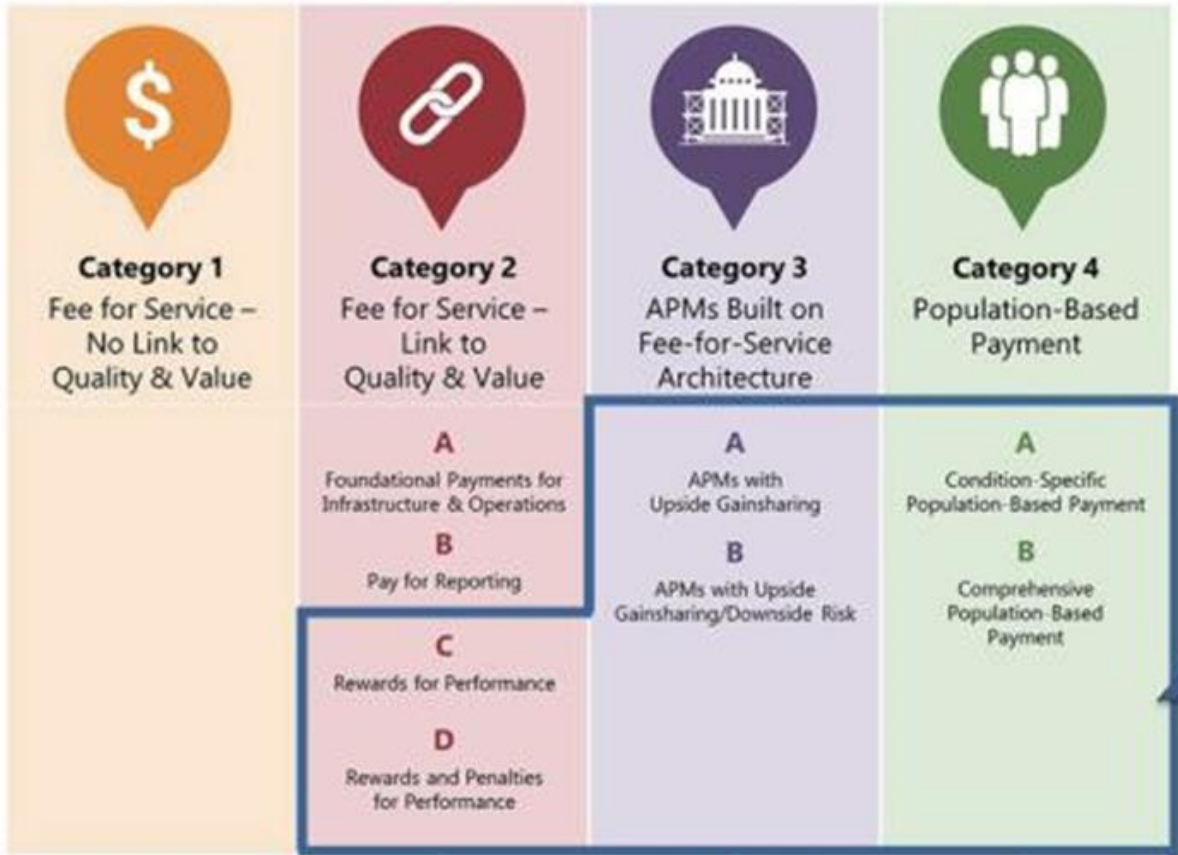 $
Category 1
Fee for Service –
No Link to
Quality & Value
Category 2
Fee for Service –
Link to
Quality & Value
A
Foundational Payments for
Infrastructure & Operations
B
Pay for Reporting
C
Rewards for Performance
D
Rewards and Penalties
for Performance
Category 3
APMs Built on
Fee-for-Service
Architecture
A
APMs with
Upside Gainsharing
B
APMs with Upside
Gainsharing/Downside Risk
Category 4
Population-Based
Payment
A
Condition-Specific
Population-Based Payment
B
Comprehensive
Population-Based
Payment